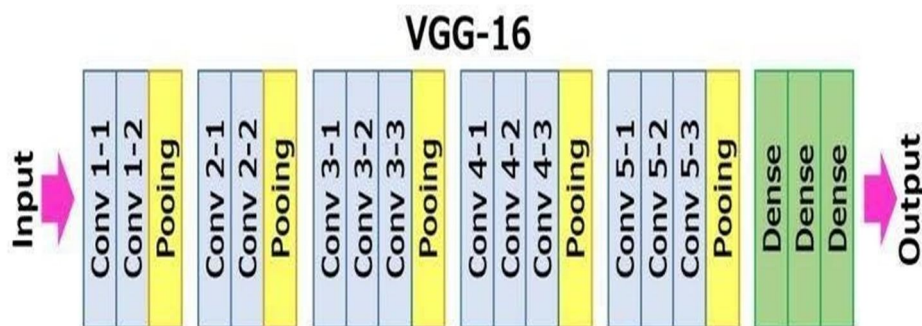 VGG-16
Input
Conv 1-1
Conv 1-2
Pooing
Conv 2-1
Conv 2-2
Pooing
Conv 3-1
Conv 3-2
Conv 3-3
Pooing
Conv 4-1
Conv 4-2
Conv 4-3
Pooing
Conv 5-1
Conv 5-2
Conv 5-3
Pooing
Dense
Dense
Dense
Output